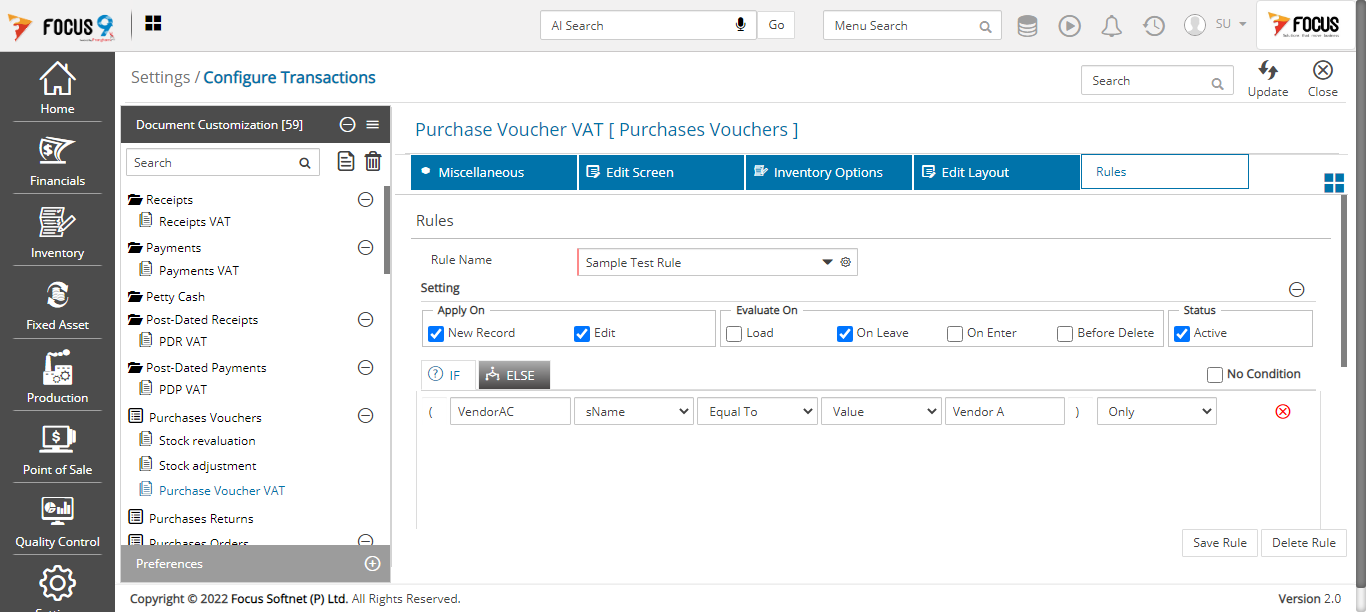 FOCUS 9
AI Search
Go
Menu Search
SU
FOCUS
Home
Financials
Inventory
Fixed Asset
Production
Point of Sale
Quality Control
Settings / Configure Transactions
Search
Update
Close
Document Customization [59]
Search
Receipts
Receipts VAT
Payments
Payments VAT
Petty Cash
Post-Dated Receipts
PDR VAT
Post-Dated Payments
PDP VAT
Purchases Vouchers
Stock revaluation
Stock adjustment
Purchase Voucher VAT
Purchases Returns
Purchases Orders
Preferences
Purchase Voucher VAT [ Purchases Vouchers ]
Miscellaneous
Edit Screen
Inventory Options
Edit Layout
Rules
Rules
Rule Name
Sample Test Rule
Setting
Apply On
New Record
Edit
Evaluate On
Load
On Leave
On Enter
Before Delete
Status
Active
IF
ELSE
No Condition
( VendorAC sName Equal To Value Vendor A ) Only
Save Rule
Delete Rule
Copyright © 2022 Focus Softnet (P) Ltd. All Rights Reserved.
Version 2.0